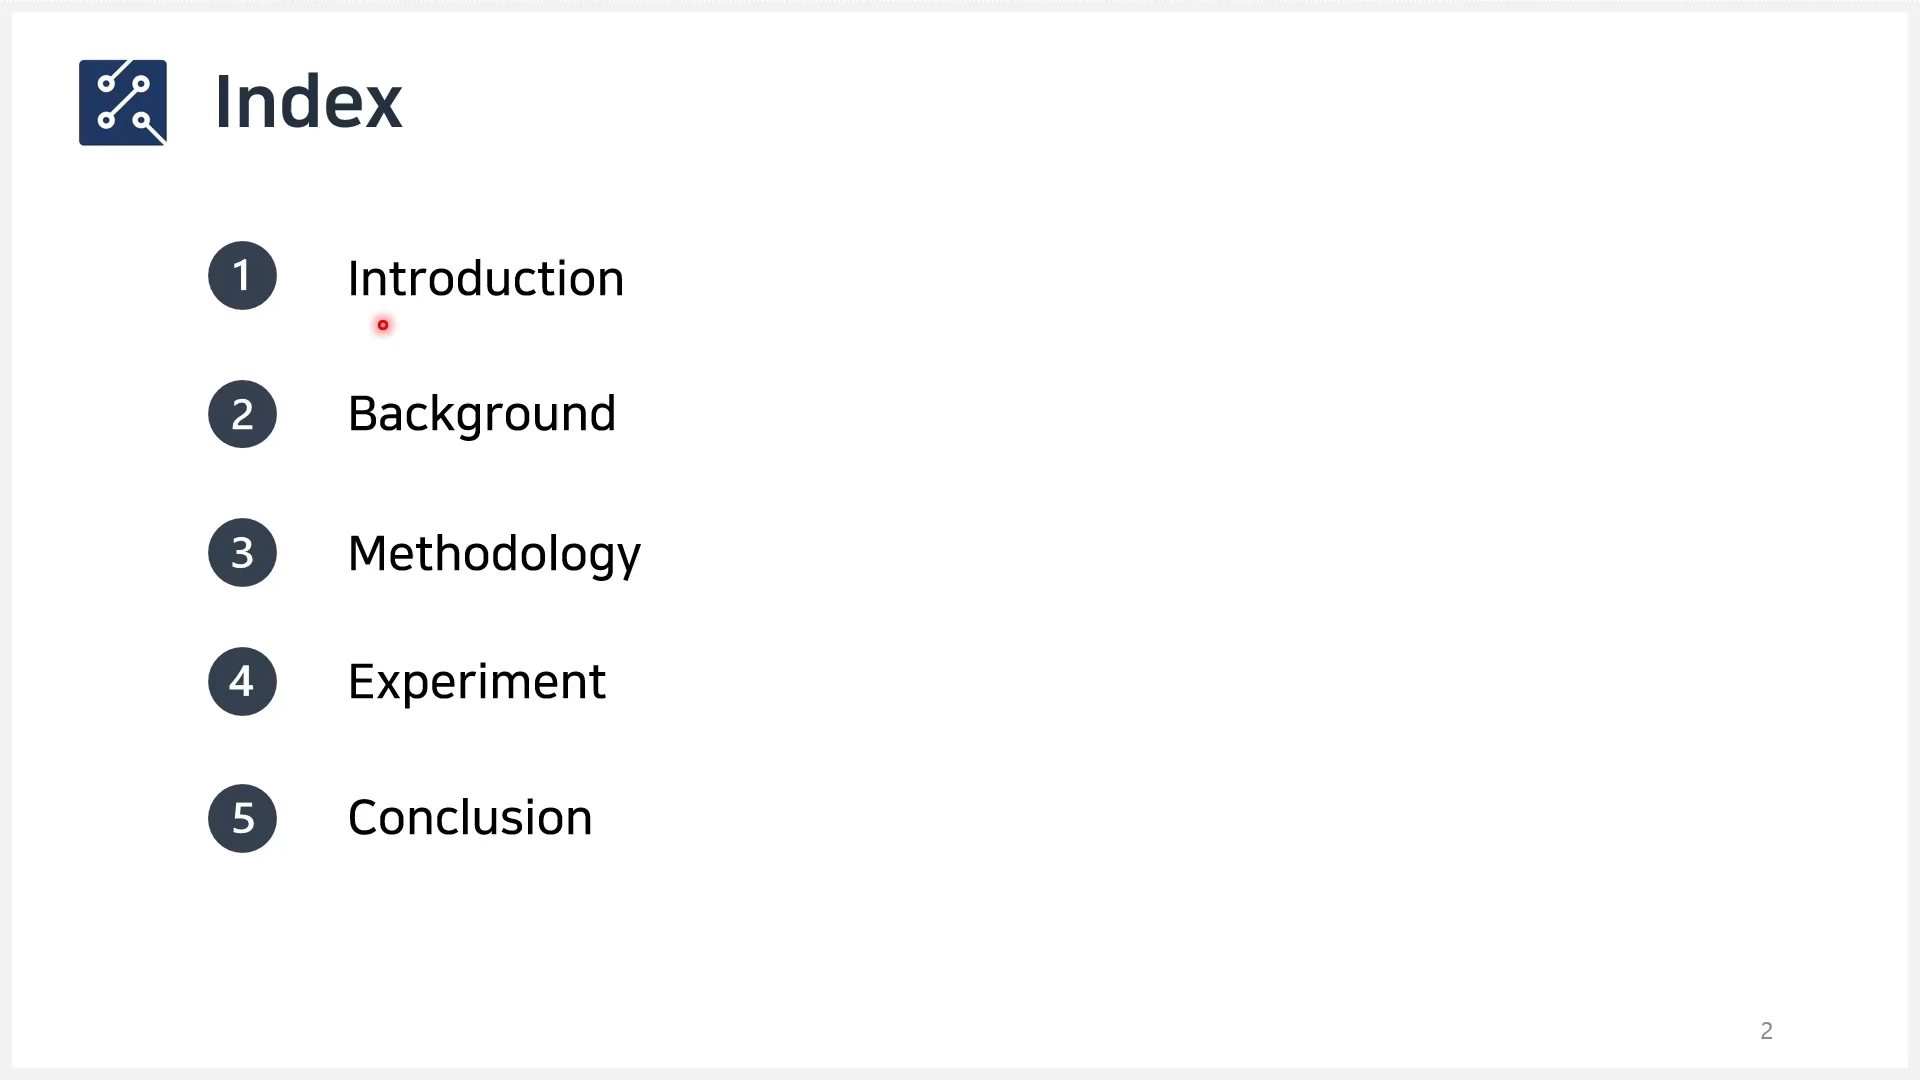 Index
1 Introduction
2 Background
3 Methodology
4 Experiment
5 Conclusion
2